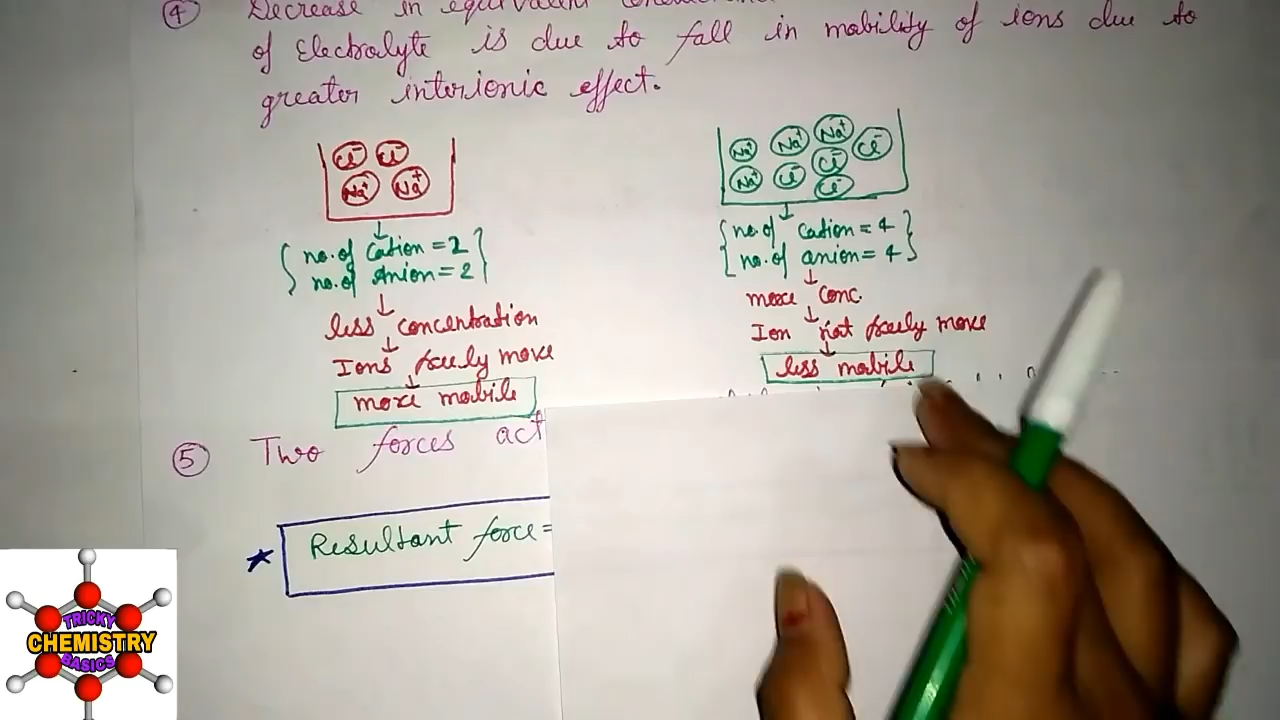 ④ Decrease in equivalent
of Electrolyte is due to fall in mobility of ions due to
greater interionic effect.
Cl⁻ Cl⁻
Na⁺ Na⁺
{no. of Cation = 2}
{no. of Anion = 2}
less concentration
Ions freely move
more mobile
Na⁺ Na⁺ Na⁺ Cl⁻
Na⁺ Cl⁻ Cl⁻
Cl⁻
{no. of cation = 4}
[no. of anion = 4}
more conc.
Ion not freely move
less mobile
⑤ Two forces act
* Resultant force =
TRICKY
CHEMISTRY
BASICS